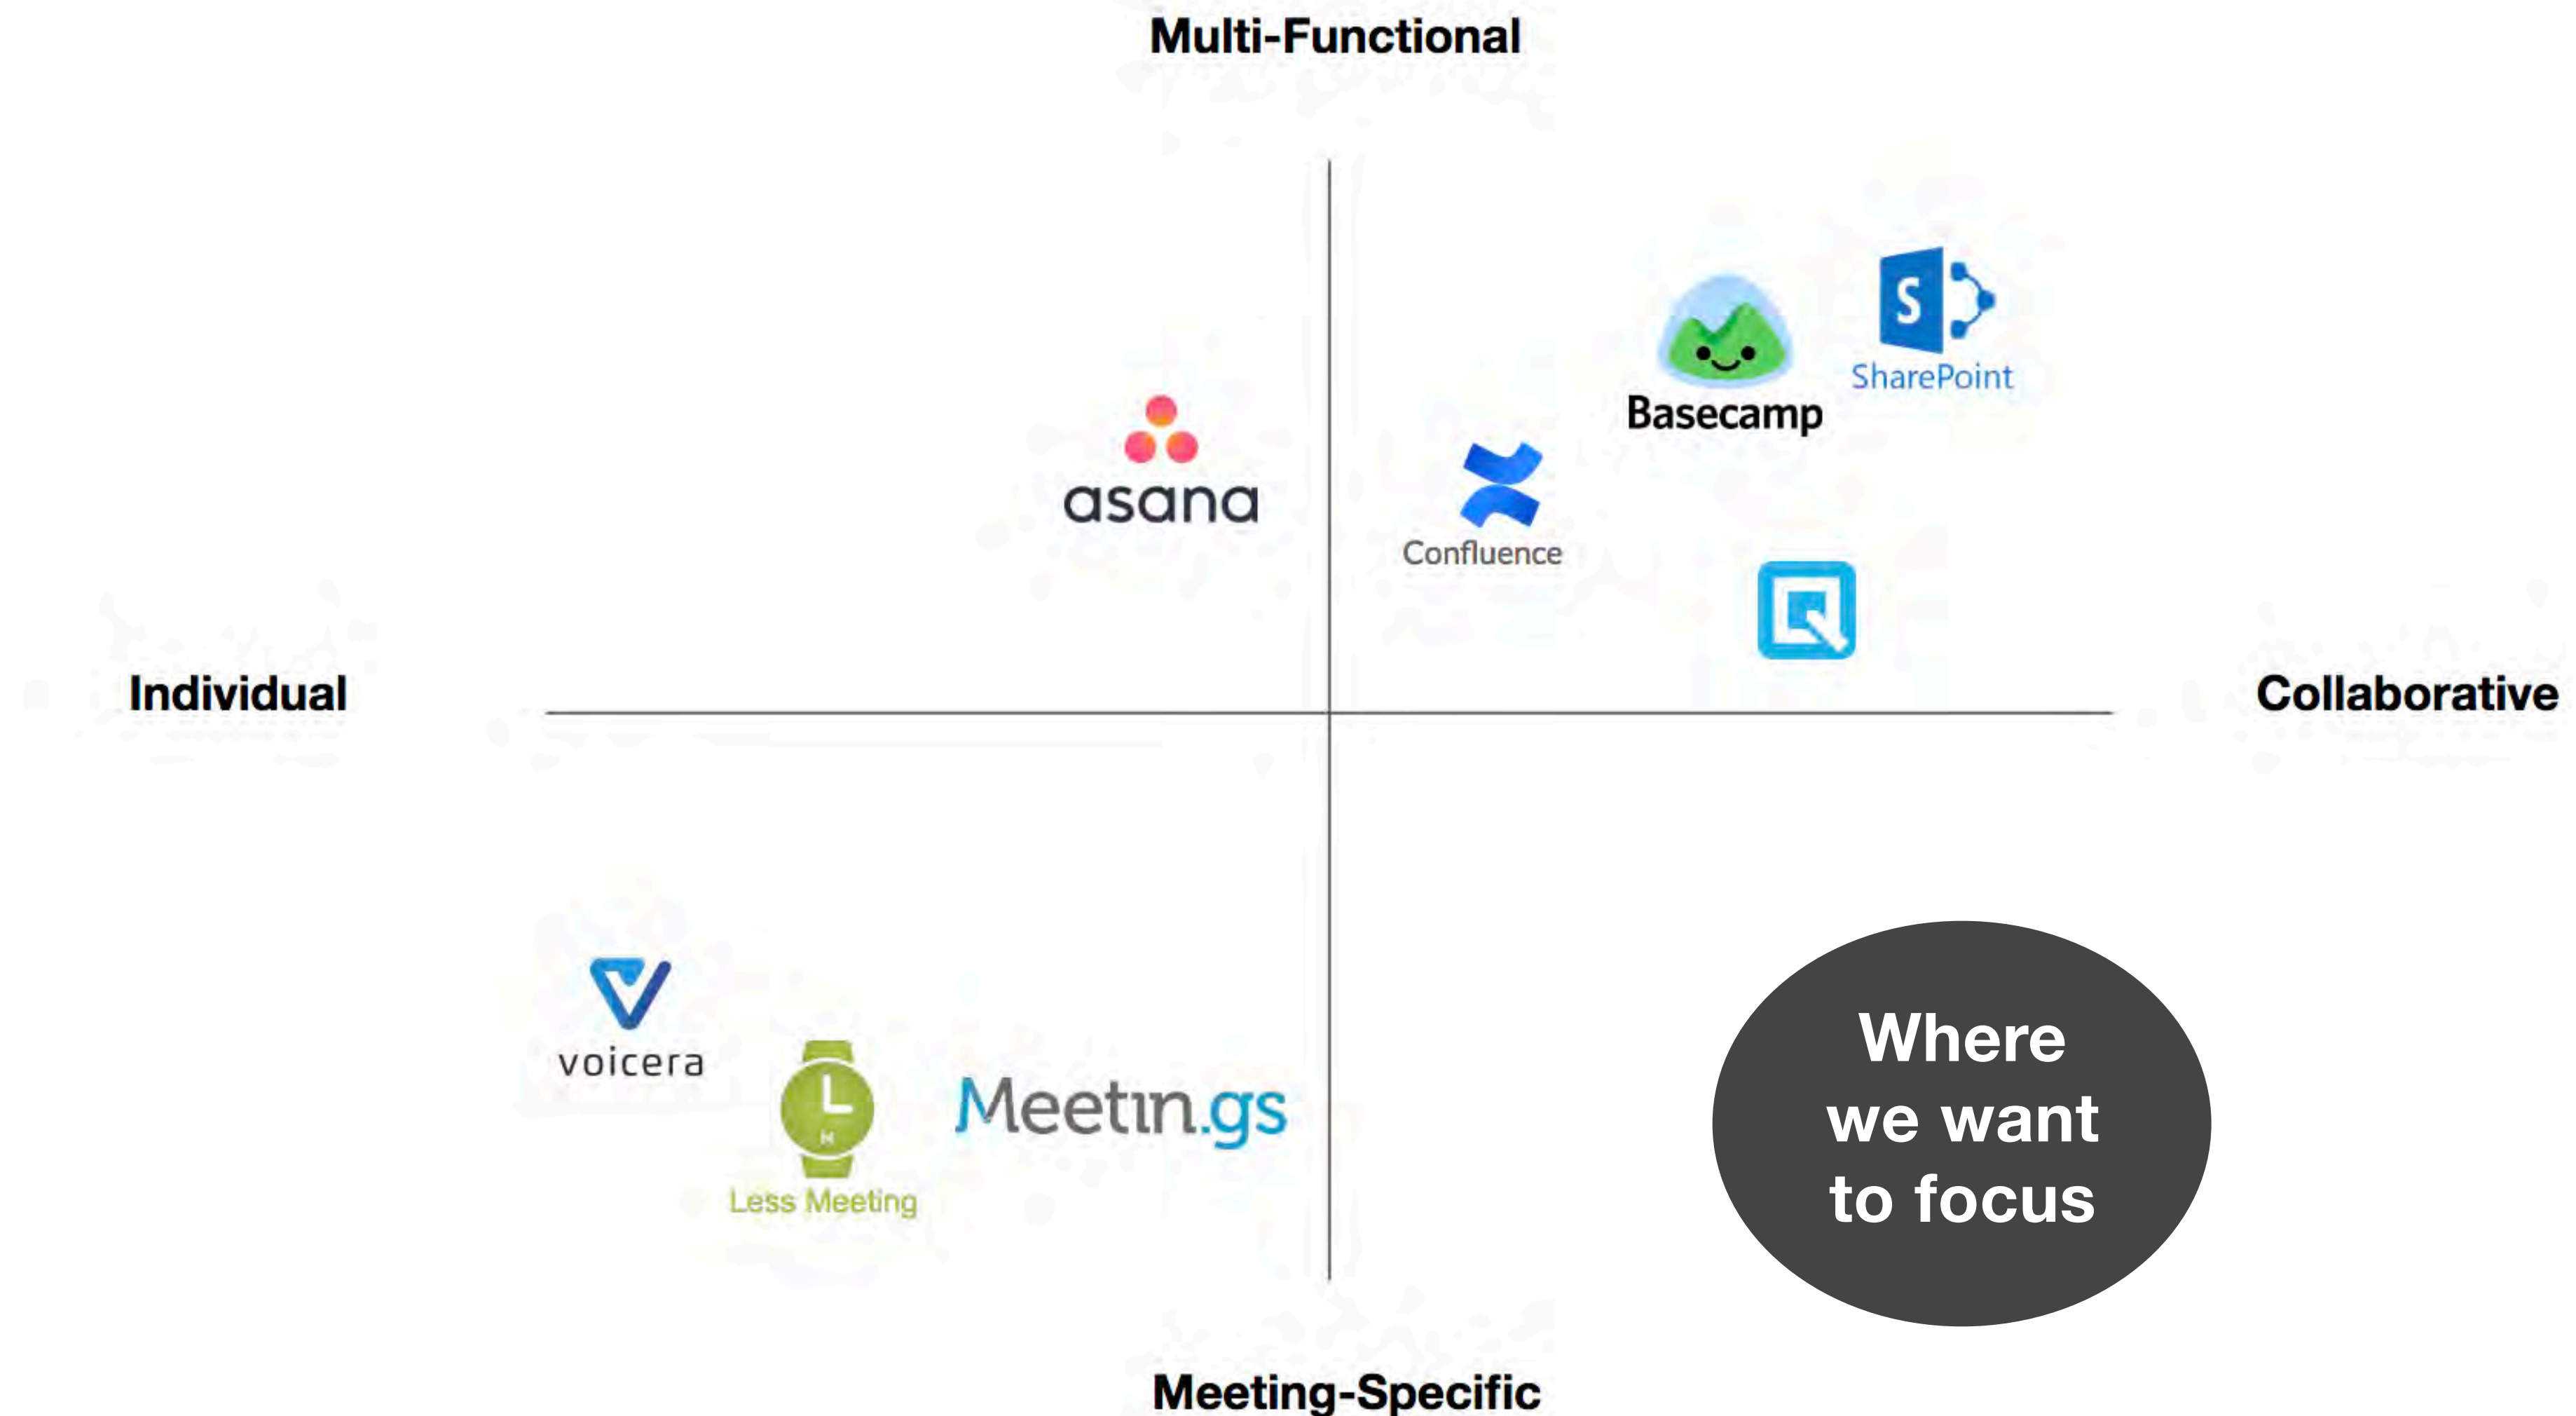 Multi-Functional
S
SharePoint
Basecamp
asana
Confluence
Individual
Collaborative
voicera
L
Less Meeting
Meetin.gs
Where
we want
to focus
Meeting-Specific